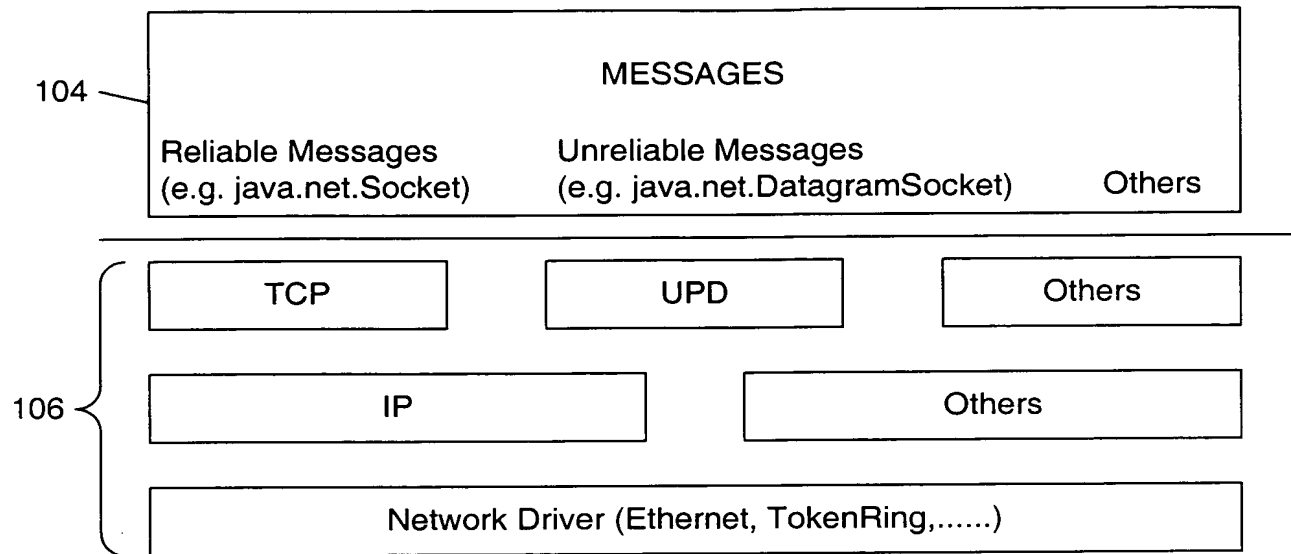 MESSAGES
104
Reliable Messages
(e.g. java.net.Socket)
Unreliable Messages
(e.g. java.net.DatagramSocket)
Others
TCP
UPD
Others
106
IP
Others
Network Driver (Ethernet, TokenRing,......)